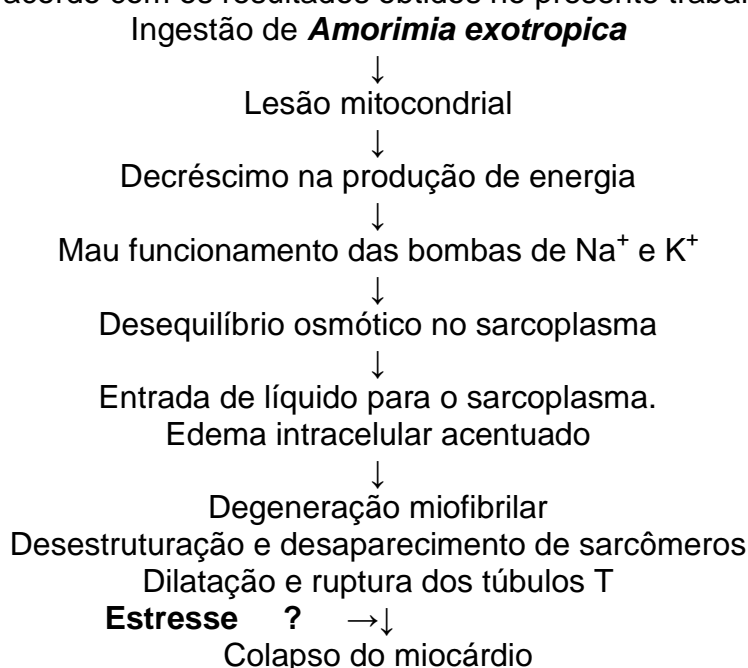 acordo com os resultados obtidos no presente
Ingestão de Amorimia exotropica
↓
Lesão mitocondrial
↓
Decréscimo na produção de energia
↓
Mau funcionamento das bombas de Na⁺ e K⁺
↓
Desequilíbrio osmótico no sarcoplasma
↓
Entrada de líquido para o sarcoplasma.
Edema intracelular acentuado
↓
Degeneração miofibrilar
Desestruturação e desaparecimento de sarcômeros
Dilatação e ruptura dos túbulos T
Estresse ? →↓
Colapso do miocárdio